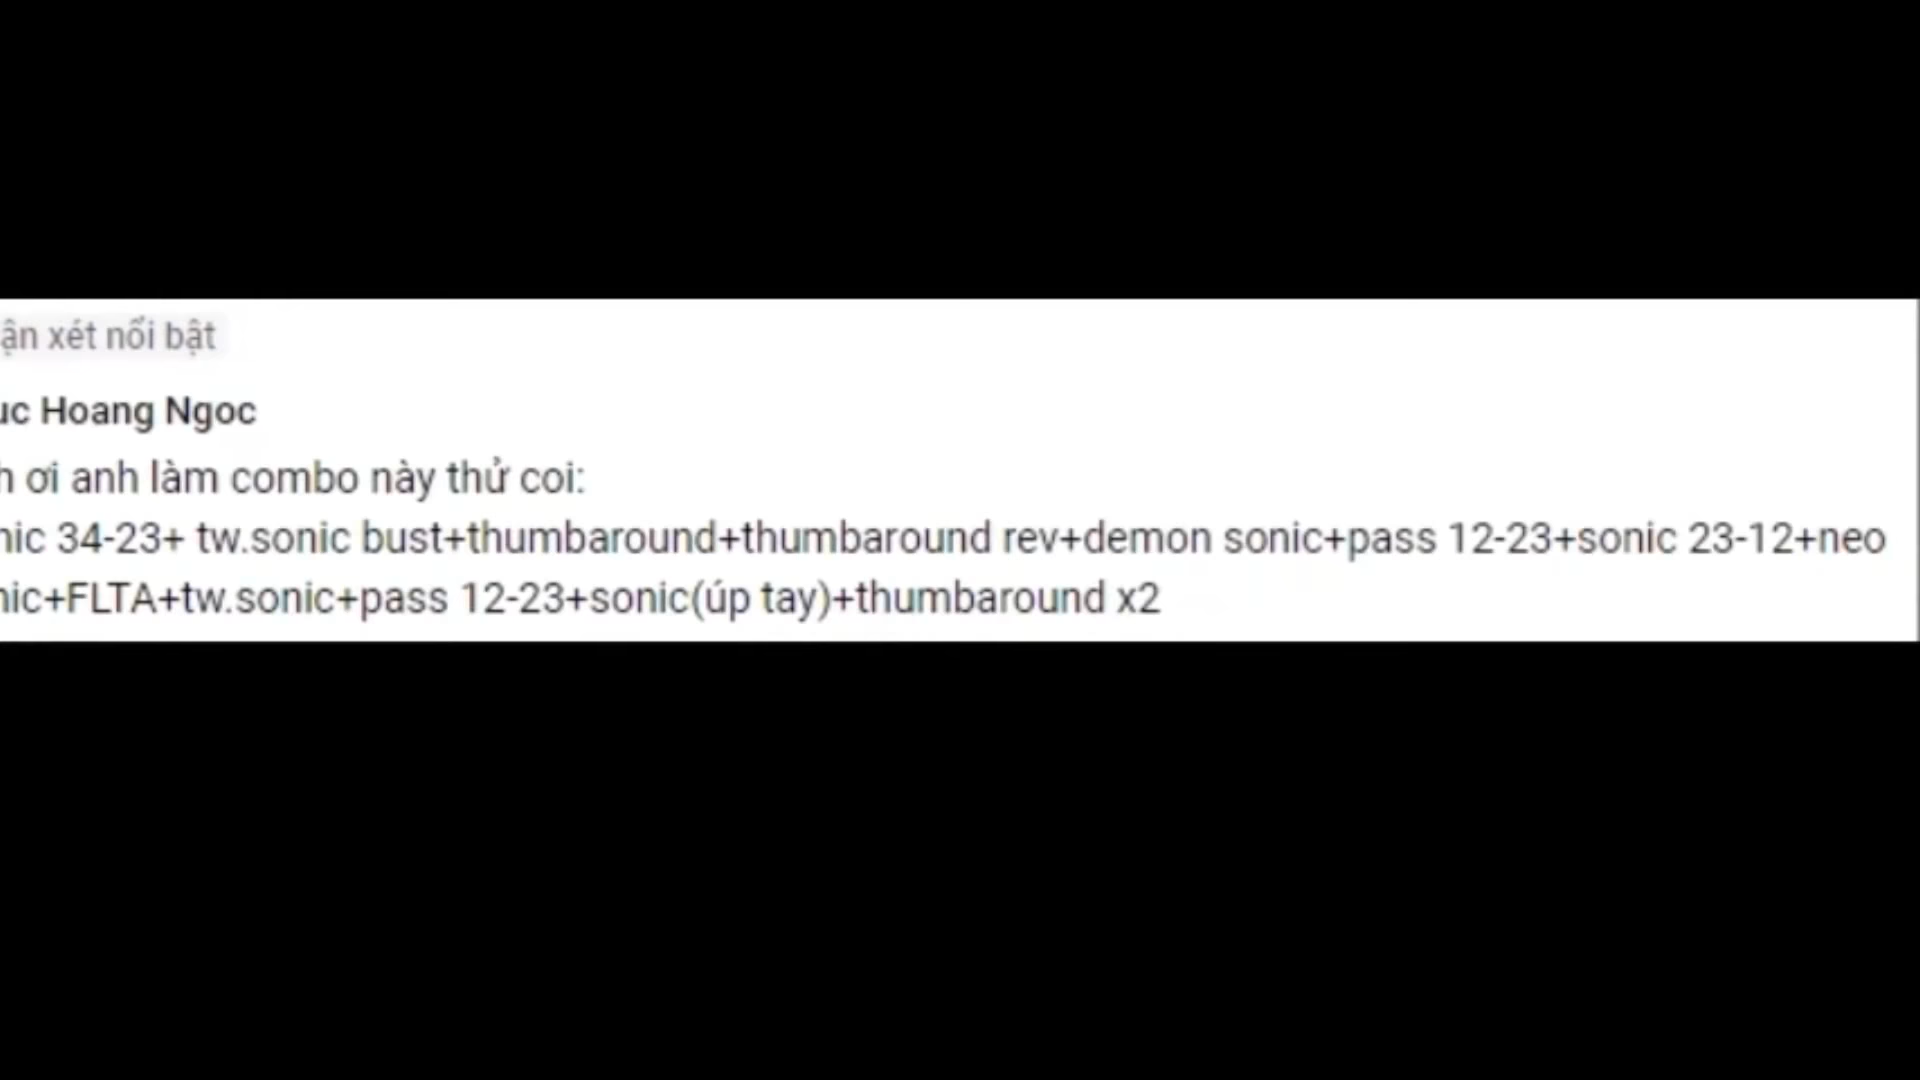 ận xét nổi bật
uc Hoang Ngoc
h ơi anh làm combo này thử coi:
nic 34-23+ tw.sonic bust+thumbaround+thumbaround rev+demon sonic+pass 12-23+sonic 23-12+neo
nic+FLTA+tw.sonic+pass 12-23+sonic(úp tay)+thumbaround x2